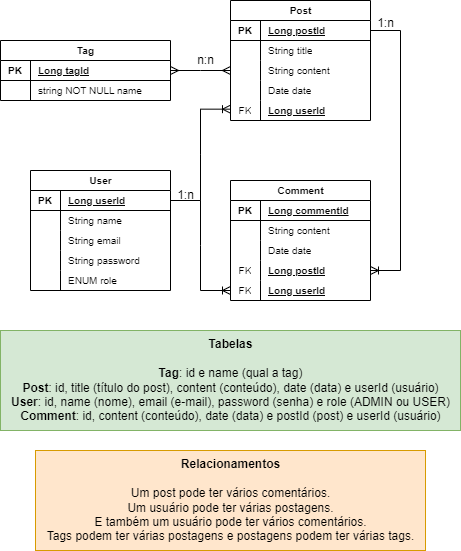 Post
PK Long postId
String title
String content
Date date
FK Long userId
1:n
n:n
Tag
PK Long tagId
string NOT NULL name
User
PK Long userId
String name
String email
String password
ENUM role
1:n
Comment
PK Long commentId
String content
Date date
FK Long postId
FK Long userId
Tabelas
Tag: id e name (qual a tag)
Post: id, title (título do post), content (conteúdo), date (data) e userId (usuário)
User: id, name (nome), email (e-mail), password (senha) e role (ADMIN ou USER)
Comment: id, content (conteúdo), date (data) e postId (post) e userId (usuário)
Relacionamentos
Um post pode ter vários comentários.
Um usuário pode ter várias postagens.
E também um usuário pode ter vários comentários.
Tags podem ter várias postagens e postagens podem ter várias tags.